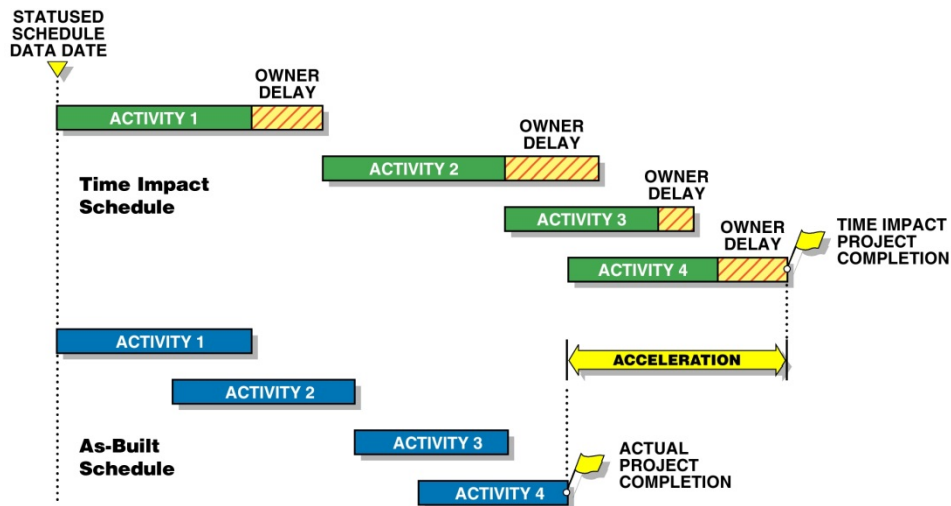 STATUSED
SCHEDULE
DATA DATE
OWNER
DELAY
ACTIVITY 1
OWNER
DELAY
ACTIVITY 2
Time Impact
Schedule
OWNER
DELAY
ACTIVITY 3
OWNER
DELAY
ACTIVITY 4
TIME IMPACT
PROJECT
COMPLETION
ACTIVITY 1
ACCELERATION
ACTIVITY 2
As-Built
Schedule
ACTIVITY 3
ACTIVITY 4
ACTUAL
PROJECT
COMPLETION